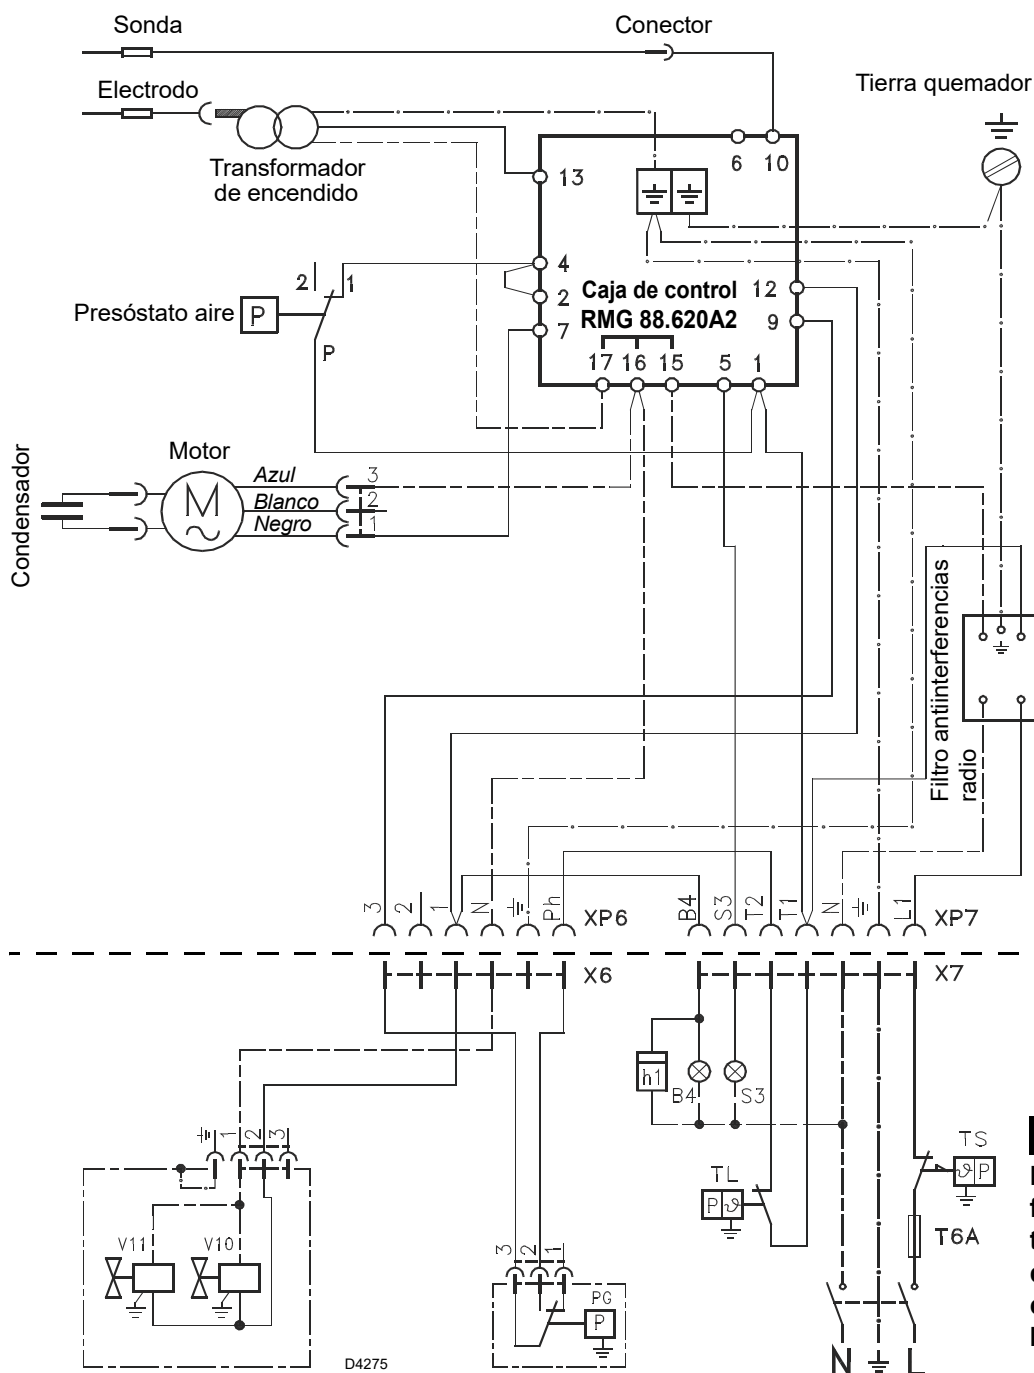 Sonda
Conector
Electrodo
Tierra quemador
Transformador
de encendido
6 10
13
4
2
7
12
9
Caja de control
RMG 88.620A2
17 16 15 5 1
2 1
Presóstato aire P
P
Condensador
Motor
M
Azul 3
Blanco 2
Negro 1
Filtro antiinterferencias
radio
3 2 1 N Ph XP6
B4 S3 T2 T1 N L1 XP7
X6
X7
h1
B4 S3
1 2 3
TL
P
TS
P
T6A
V11 V10
3 2 1
PG
P
D4275
N L